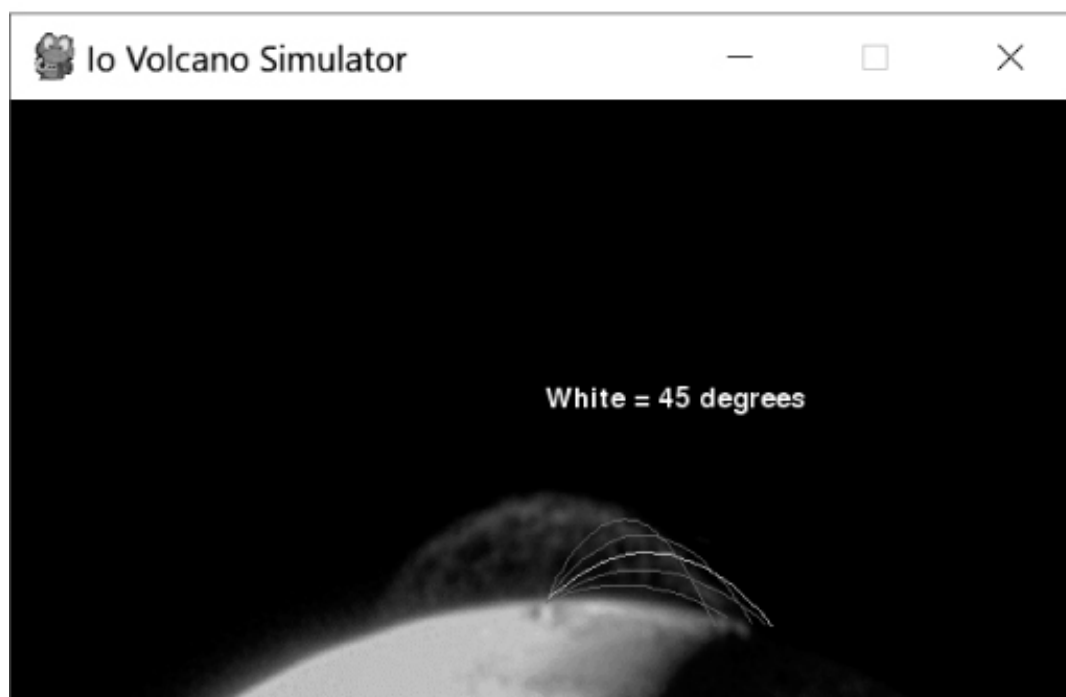 Io Volcano Simulator
White = 45 degrees